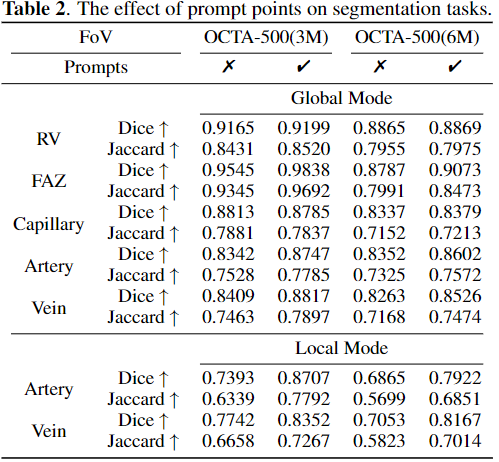 Table 2. The effect of prompt points on segmentation tasks.
FoV OCTA-500(3M) OCTA-500(6M)
Prompts ✗ ✓ ✗ ✓
Global Mode
RV Dice ↑ 0.9165 0.9199 0.8865 0.8869
Jaccard ↑ 0.8431 0.8520 0.7955 0.7975
FAZ Dice ↑ 0.9545 0.9838 0.8787 0.9073
Jaccard ↑ 0.9345 0.9692 0.7991 0.8473
Capillary Dice ↑ 0.8813 0.8785 0.8337 0.8379
Jaccard ↑ 0.7881 0.7837 0.7152 0.7213
Artery Dice ↑ 0.8342 0.8747 0.8352 0.8602
Jaccard ↑ 0.7528 0.7785 0.7325 0.7572
Vein Dice ↑ 0.8409 0.8817 0.8263 0.8526
Jaccard ↑ 0.7463 0.7897 0.7168 0.7474
Local Mode
Artery Dice ↑ 0.7393 0.8707 0.6865 0.7922
Jaccard ↑ 0.6339 0.7792 0.5699 0.6851
Vein Dice ↑ 0.7742 0.8352 0.7053 0.8167
Jaccard ↑ 0.6658 0.7267 0.5823 0.7014